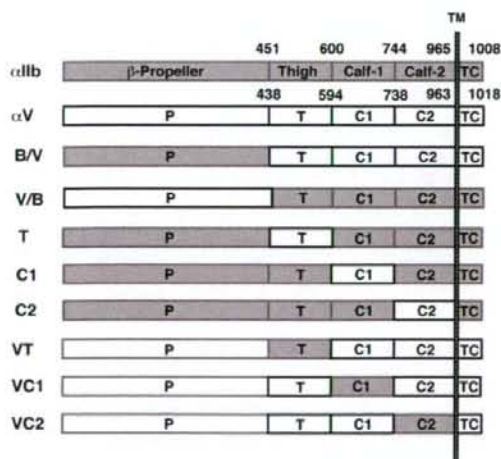 TM
451 600 744 965 1008
αIIb β-Propeller Thigh Calf-1 Calf-2 TC
438 594 738 963 1018
αV P T C1 C2 TC
B/V P T C1 C2 TC
V/B P T C1 C2 TC
T P T C1 C2 TC
C1 P T C1 C2 TC
C2 P T C1 C2 TC
VT P T C1 C2 TC
VC1 P T C1 C2 TC
VC2 P T C1 C2 TC